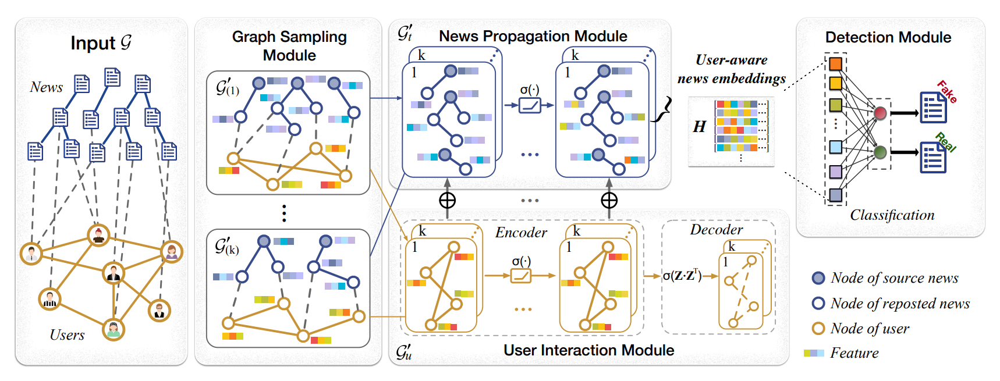 Input 𝒢
News
Users
Graph Sampling
Module
𝒢′(1)
⋮
𝒢′(k)
𝒢′t
News Propagation Module
k
1
σ(·)
k
1
...
...
User-aware
news embeddings
H
Detection Module
Fake
Real
Classification
k
1
Encoder
σ(·)
k
1
...
Decoder
σ(Z·Zᵀ)
k
1
𝒢′u
User Interaction Module
Node of source news
Node of reposted news
Node of user
Feature